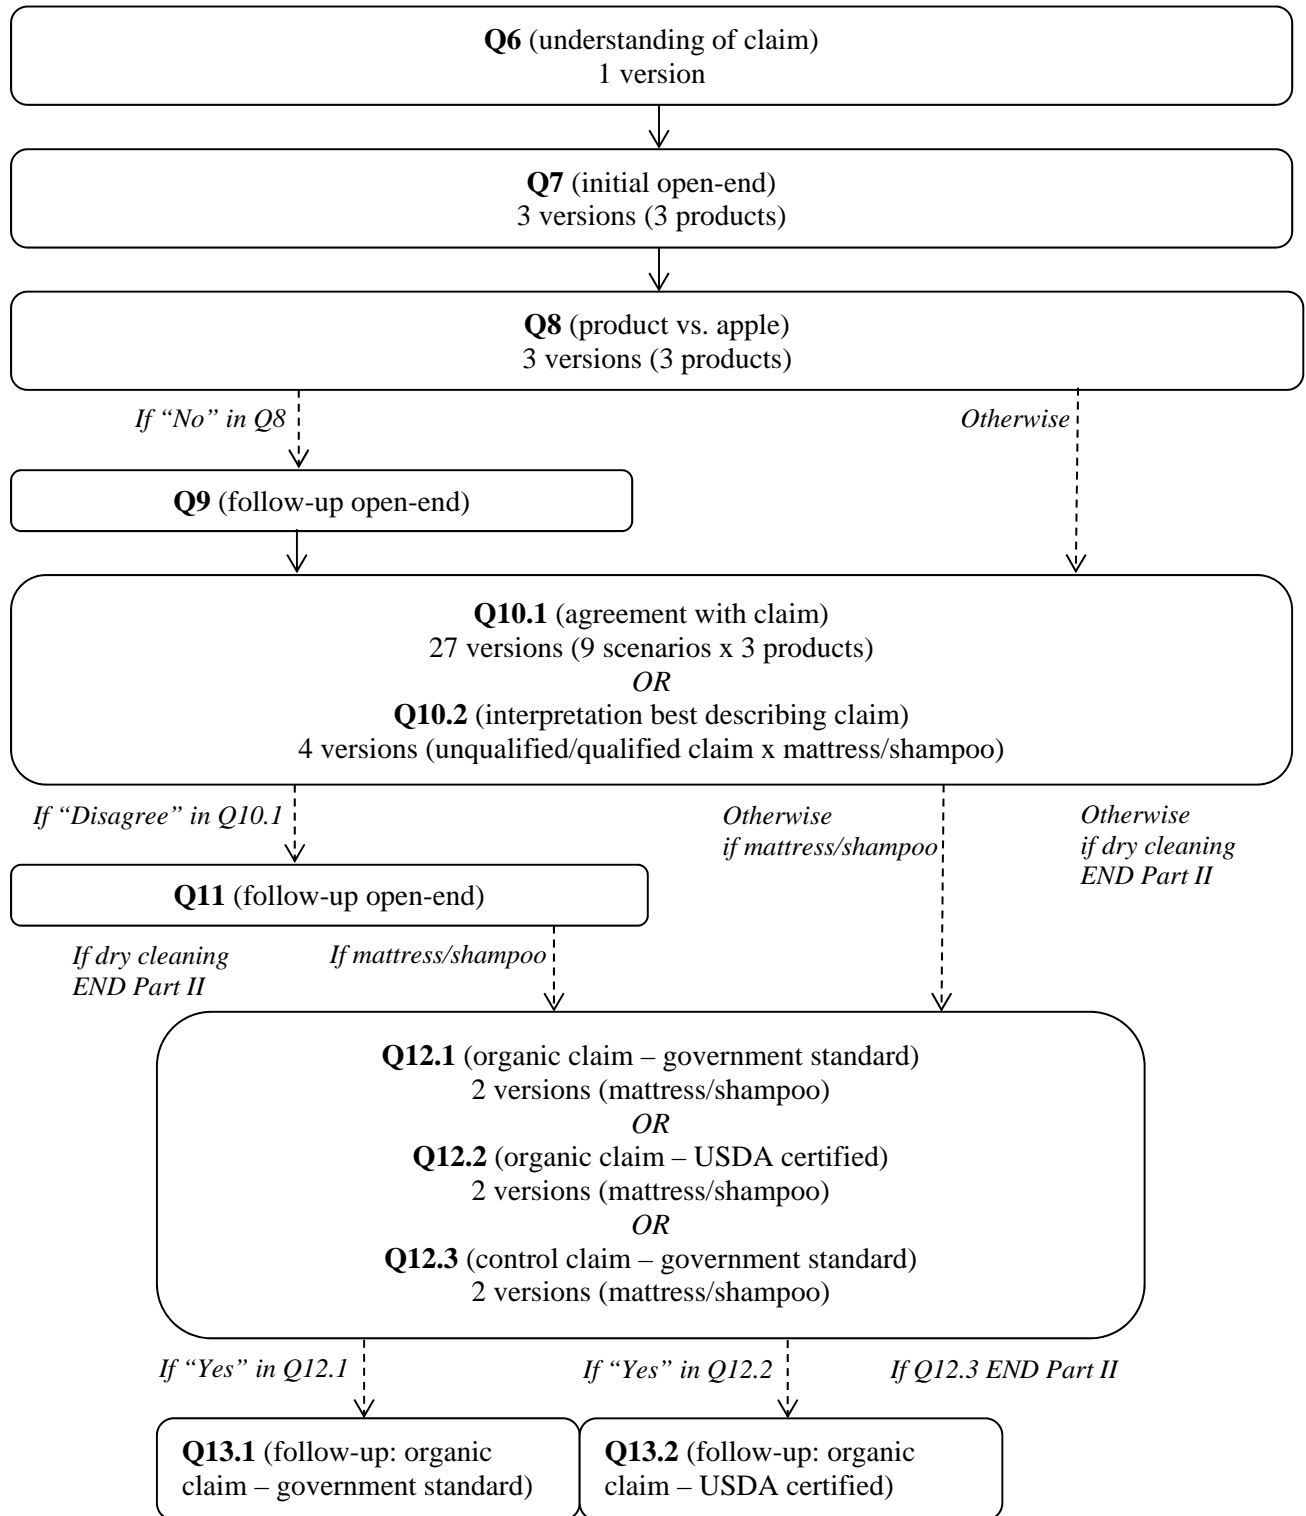 Q6 (understanding of claim)
1 version
Q7 (initial open-end)
3 versions (3 products)
Q8 (product vs. apple)
3 versions (3 products)
If “No” in Q8
Otherwise
Q9 (follow-up open-end)
Q10.1 (agreement with claim)
27 versions (9 scenarios x 3 products)
OR
Q10.2 (interpretation best describing claim)
4 versions (unqualified/qualified claim x mattress/shampoo)
If “Disagree” in Q10.1
Otherwise
if mattress/shampoo
Otherwise
if dry cleaning
END Part II
Q11 (follow-up open-end)
If dry cleaning
END Part II
If mattress/shampoo
Q12.1 (organic claim – government standard)
2 versions (mattress/shampoo)
OR
Q12.2 (organic claim – USDA certified)
2 versions (mattress/shampoo)
OR
Q12.3 (control claim – government standard)
2 versions (mattress/shampoo)
If “Yes” in Q12.1
If “Yes” in Q12.2
If Q12.3 END Part II
Q13.1 (follow-up: organic
claim – government standard)
Q13.2 (follow-up: organic
claim – USDA certified)